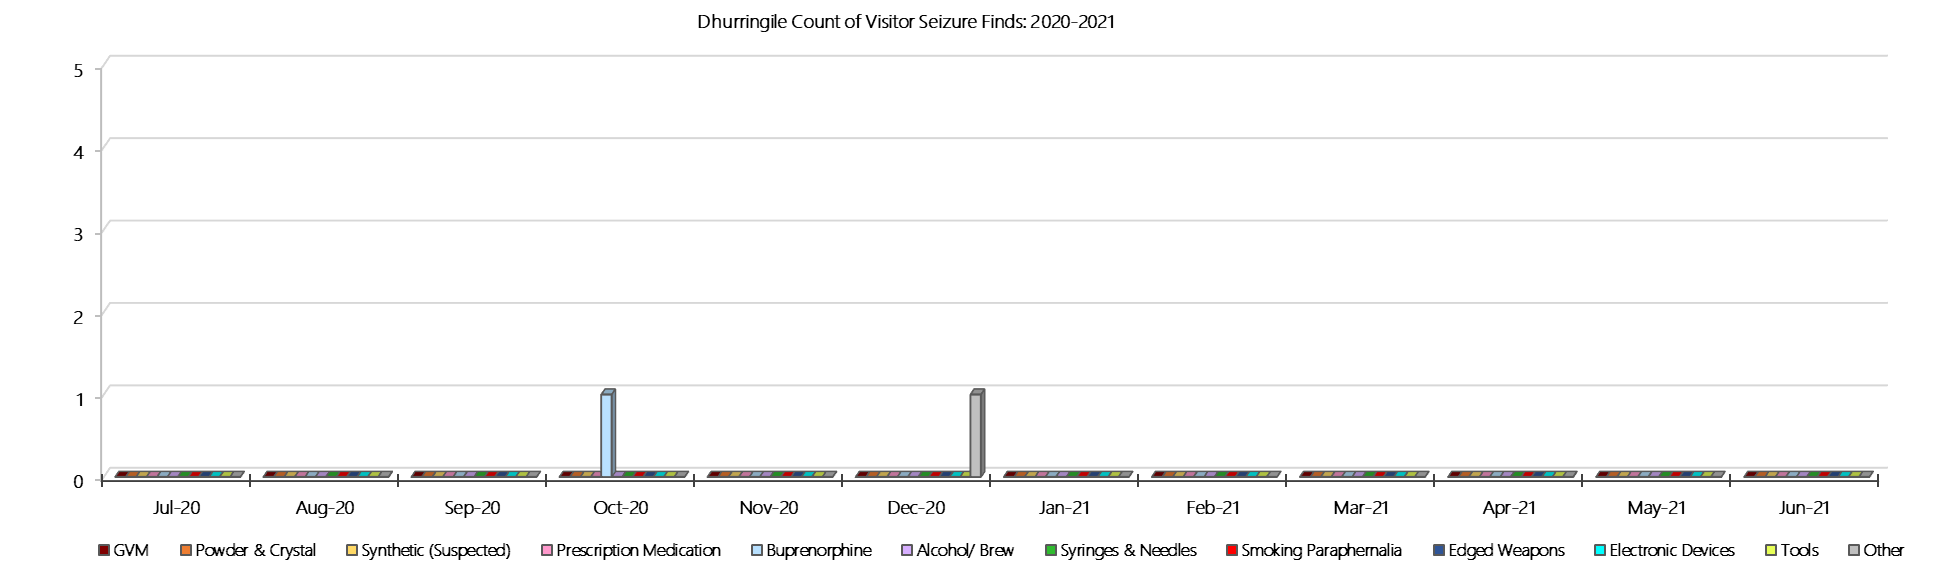 Dhurringile Count of Visitor Seizure Finds: 2020-2021
5
4
3
2
1
0
Jul-20 Aug-20 Sep-20 Oct-20 Nov-20 Dec-20 Jan-21 Feb-21 Mar-21 Apr-21 May-21 Jun-21
GVM Powder & Crystal Synthetic (Suspected) Prescription Medication Buprenorphine Alcohol/ Brew Syringes & Needles Smoking Paraphernalia Edged Weapons Electronic Devices Tools Other